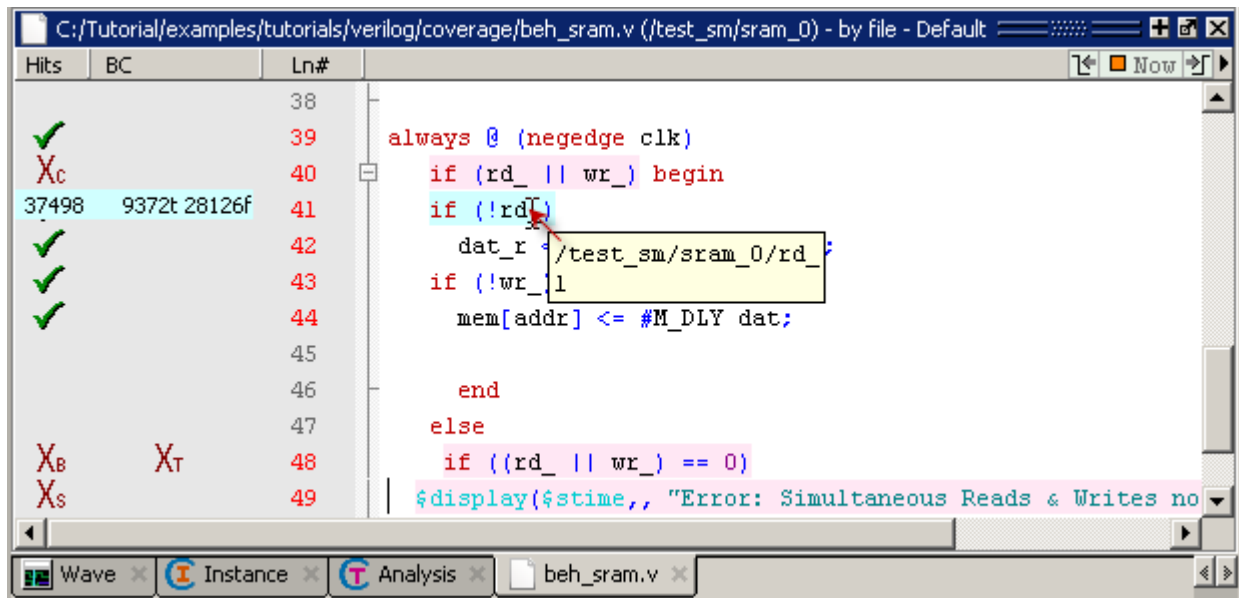 C:/Tutorial/examples/tutorials/verilog/coverage/beh_sram.v (/test_sm/sram_0) - by file - Default
Hits BC Ln# Now
38
39 always @ (negedge clk)
XC 40 if (rd_ || wr_) begin
37498 9372t 28126f 41 if (!rd_)
42 dat_r <
/test_sm/sram_0/rd_ ;
43 if (!wr_)
1
44 mem[addr] <= #M_DLY dat;
45
46 end
47 else
XB XT 48 if ((rd_ || wr_) == 0)
XS 49 $display($stime,, "Error: Simultaneous Reads & Writes no
Wave Instance Analysis beh_sram.v